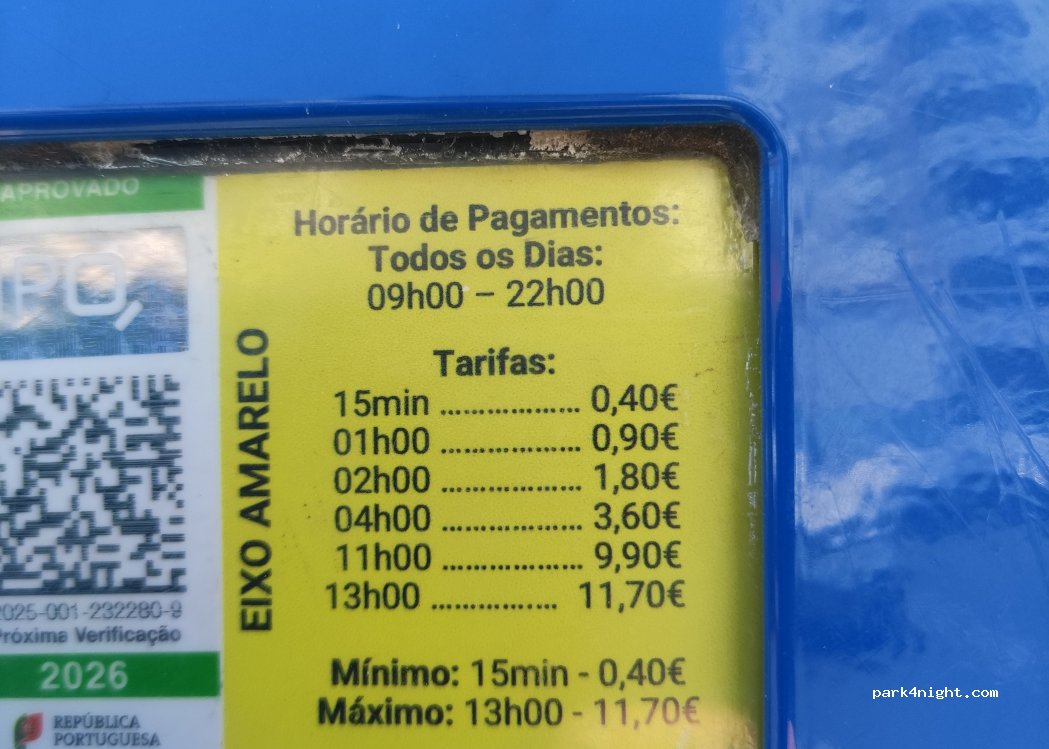 APROVADO
IPQ
2025-001-232280-9
Próxima Verificação
2026
REPÚBLICA
PORTUGUESA
EIXO AMARELO
Horário de Pagamentos:
Todos os Dias:
09h00 – 22h00
Tarifas:
15min .................. 0,40€
01h00 .................. 0,90€
02h00 .................. 1,80€
04h00 .................. 3,60€
11h00 .................. 9,90€
13h00 ................ 11,70€
Mínimo: 15min - 0,40€
Máximo: 13h00 - 11,70€
park4night.com